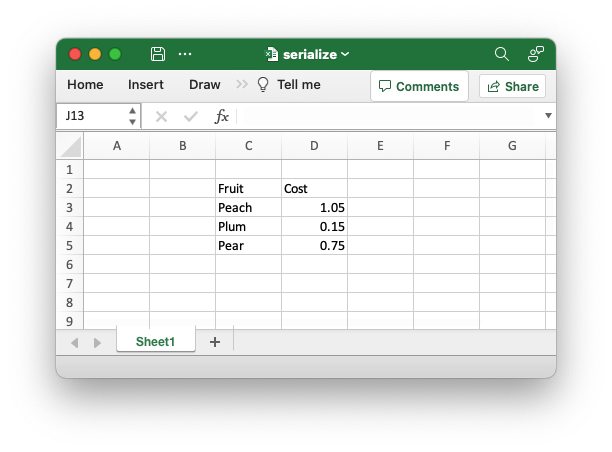 serialize
Home Insert Draw Tell me Comments Share
J13 fx
A B C D E F G
1
2 Fruit Cost
3 Peach 1.05
4 Plum 0.15
5 Pear 0.75
6
7
8
9
Sheet1 +